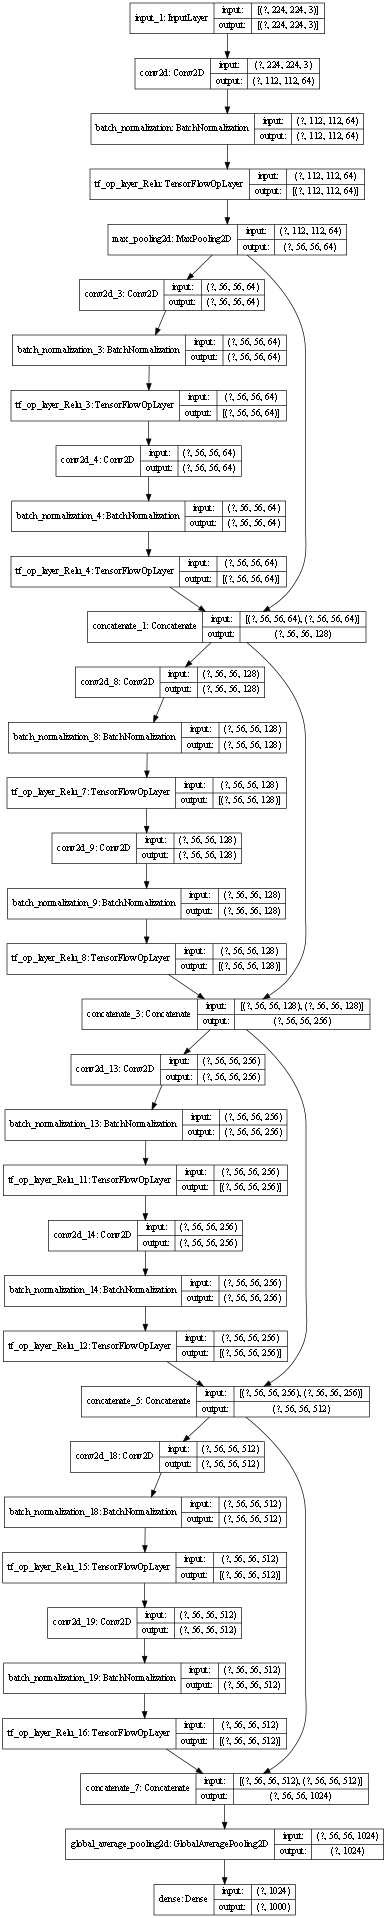 input_1: InputLayer input: [(?, 224, 224, 3)]
output: [(?, 224, 224, 3)]
conv2d: Conv2D input: (?, 224, 224, 3)
output: (?, 112, 112, 64)
batch_normalization: BatchNormalization input: (?, 112, 112, 64)
output: (?, 112, 112, 64)
tf_op_layer_Relu: TensorFlowOpLayer input: (?, 112, 112, 64)
output: [(?, 112, 112, 64)]
max_pooling2d: MaxPooling2D input: (?, 112, 112, 64)
output: (?, 56, 56, 64)
conv2d_3: Conv2D input: (?, 56, 56, 64)
output: (?, 56, 56, 64)
batch_normalization_3: BatchNormalization input: (?, 56, 56, 64)
output: (?, 56, 56, 64)
tf_op_layer_Relu_3: TensorFlowOpLayer input: (?, 56, 56, 64)
output: [(?, 56, 56, 64)]
conv2d_4: Conv2D input: (?, 56, 56, 64)
output: (?, 56, 56, 64)
batch_normalization_4: BatchNormalization input: (?, 56, 56, 64)
output: (?, 56, 56, 64)
tf_op_layer_Relu_4: TensorFlowOpLayer input: (?, 56, 56, 64)
output: [(?, 56, 56, 64)]
concatenate_1: Concatenate input: [(?, 56, 56, 64), (?, 56, 56, 64)]
output: (?, 56, 56, 128)
conv2d_8: Conv2D input: (?, 56, 56, 128)
output: (?, 56, 56, 128)
batch_normalization_8: BatchNormalization input: (?, 56, 56, 128)
output: (?, 56, 56, 128)
tf_op_layer_Relu_7: TensorFlowOpLayer input: (?, 56, 56, 128)
output: [(?, 56, 56, 128)]
conv2d_9: Conv2D input: (?, 56, 56, 128)
output: (?, 56, 56, 128)
batch_normalization_9: BatchNormalization input: (?, 56, 56, 128)
output: (?, 56, 56, 128)
tf_op_layer_Relu_8: TensorFlowOpLayer input: (?, 56, 56, 128)
output: [(?, 56, 56, 128)]
concatenate_3: Concatenate input: [(?, 56, 56, 128), (?, 56, 56, 128)]
output: (?, 56, 56, 256)
conv2d_13: Conv2D input: (?, 56, 56, 256)
output: (?, 56, 56, 256)
batch_normalization_13: BatchNormalization input: (?, 56, 56, 256)
output: (?, 56, 56, 256)
tf_op_layer_Relu_11: TensorFlowOpLayer input: (?, 56, 56, 256)
output: [(?, 56, 56, 256)]
conv2d_14: Conv2D input: (?, 56, 56, 256)
output: (?, 56, 56, 256)
batch_normalization_14: BatchNormalization input: (?, 56, 56, 256)
output: (?, 56, 56, 256)
tf_op_layer_Relu_12: TensorFlowOpLayer input: (?, 56, 56, 256)
output: [(?, 56, 56, 256)]
concatenate_5: Concatenate input: [(?, 56, 56, 256), (?, 56, 56, 256)]
output: (?, 56, 56, 512)
conv2d_18: Conv2D input: (?, 56, 56, 512)
output: (?, 56, 56, 512)
batch_normalization_18: BatchNormalization input: (?, 56, 56, 512)
output: (?, 56, 56, 512)
tf_op_layer_Relu_15: TensorFlowOpLayer input: (?, 56, 56, 512)
output: [(?, 56, 56, 512)]
conv2d_19: Conv2D input: (?, 56, 56, 512)
output: (?, 56, 56, 512)
batch_normalization_19: BatchNormalization input: (?, 56, 56, 512)
output: (?, 56, 56, 512)
tf_op_layer_Relu_16: TensorFlowOpLayer input: (?, 56, 56, 512)
output: [(?, 56, 56, 512)]
concatenate_7: Concatenate input: [(?, 56, 56, 512), (?, 56, 56, 512)]
output: (?, 56, 56, 1024)
global_average_pooling2d: GlobalAveragePooling2D input: (?, 56, 56, 1024)
output: (?, 1024)
dense: Dense input: (?, 1024)
output: (?, 1000)